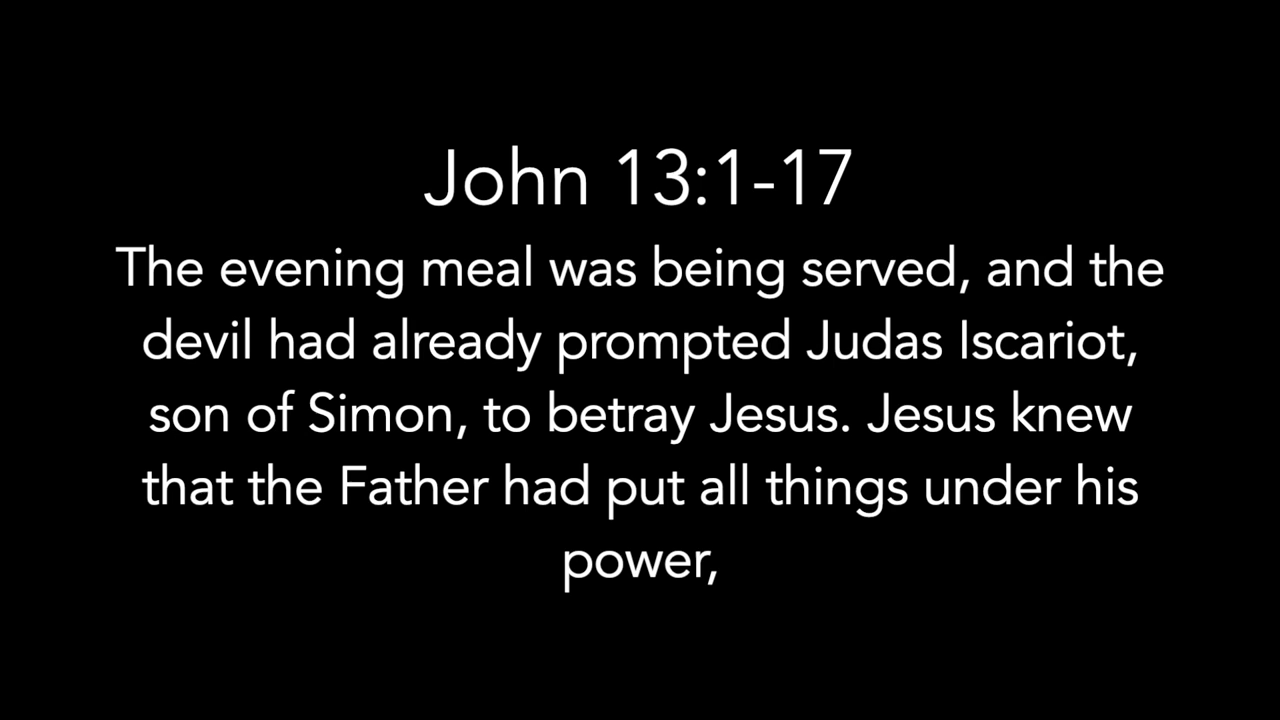 John 13:1-17
The evening meal was being served, and the
devil had already prompted Judas Iscariot,
son of Simon, to betray Jesus. Jesus knew
that the Father had put all things under his
power,